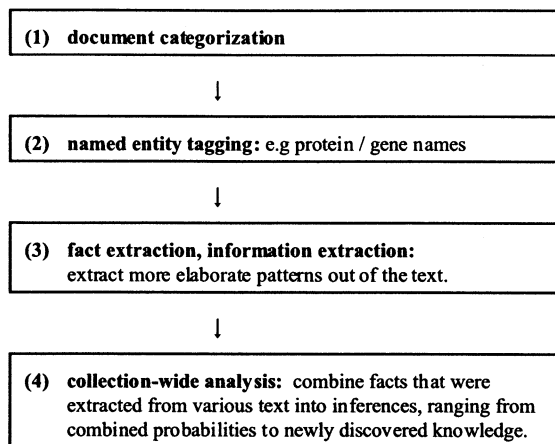 (1) document categorization
↓
(2) named entity tagging: e.g protein / gene names
↓
(3) fact extraction, information extraction:
extract more elaborate patterns out of the text.
↓
(4) collection-wide analysis: combine facts that were
extracted from various text into inferences, ranging from
combined probabilities to newly discovered knowledge.